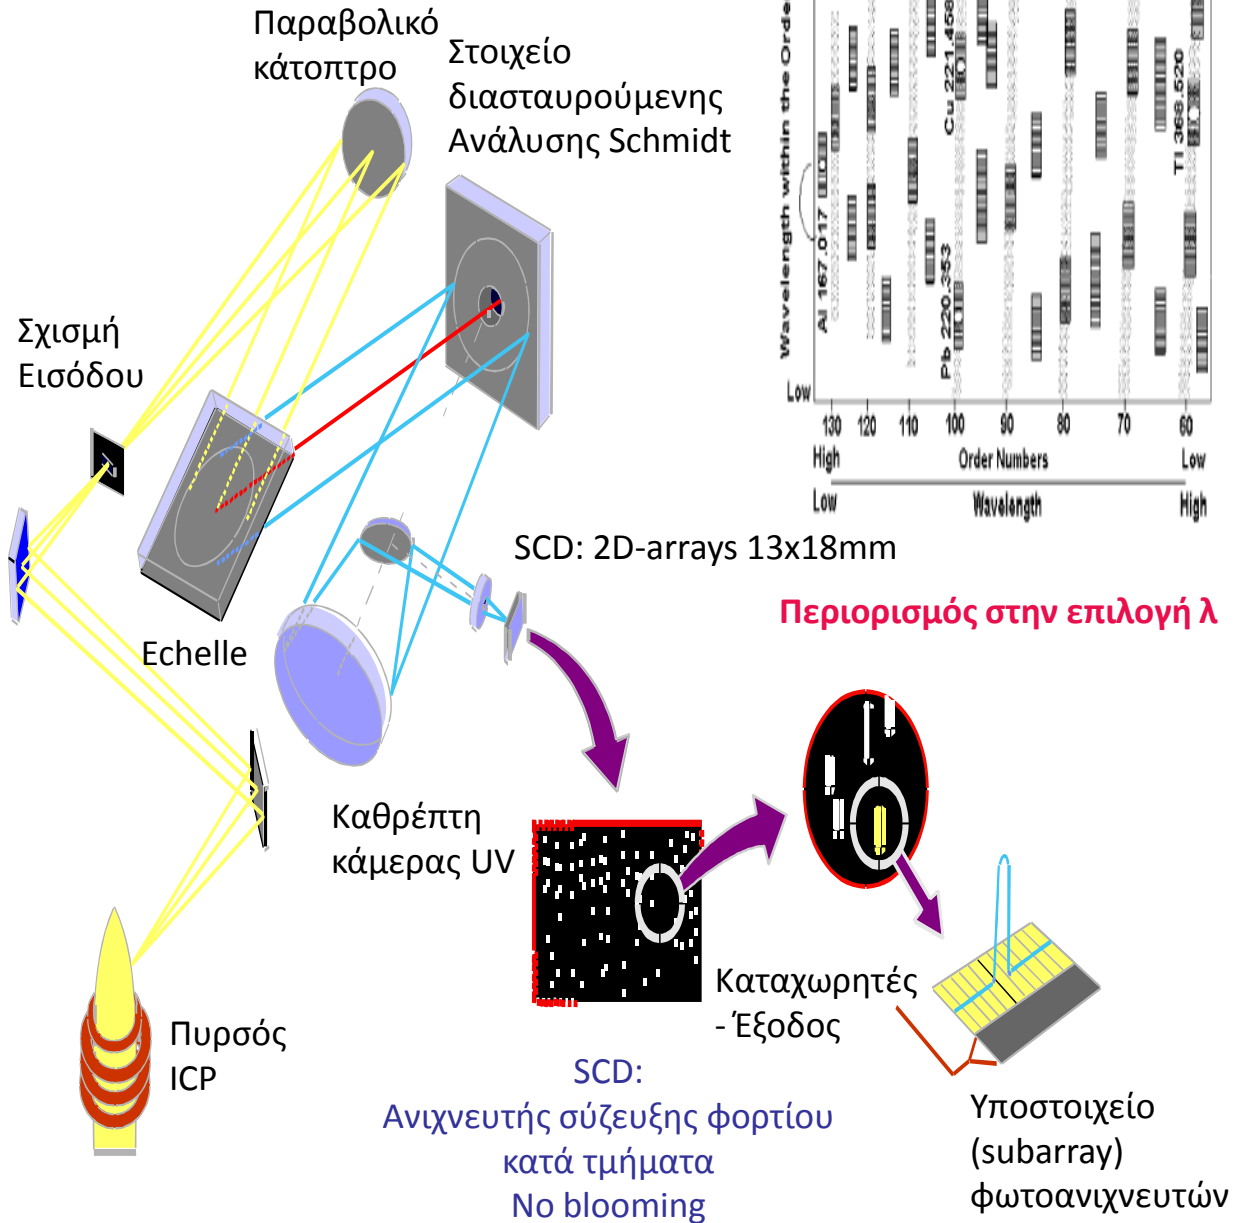 Παραβολικό
κάτοπτρο
Στοιχείο
διασταυρούμενης
Ανάλυσης Schmidt
Σχισμή
Εισόδου
Echelle
Wavelength within the Orde
Al 167.017
Pb 220.353
Cu 221.458
Tl 368.520
Low
130 120 110 100 90 80 70 60
High Order Numbers Low
Low Wavelength High
SCD: 2D-arrays 13x18mm
Περιορισμός στην επιλογή λ
Καθρέπτη
κάμερας UV
Πυρσός
ICP
Καταχωρητές
- Έξοδος
SCD:
Ανιχνευτής σύζευξης φορτίου
κατά τμήματα
No blooming
Υποστοιχείο
(subarray)
φωτοανιχνευτών